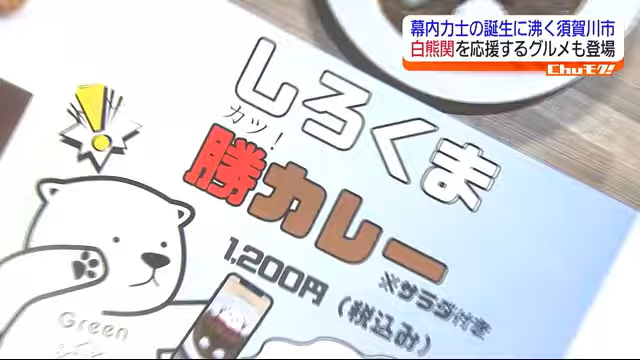 幕内力士の誕生に沸く須賀川市
白熊関を応援するグルメも登場
Chuモク!
しろくま
カツ!
勝カレー
1,200円(税込み)
※サラダ付き
Green